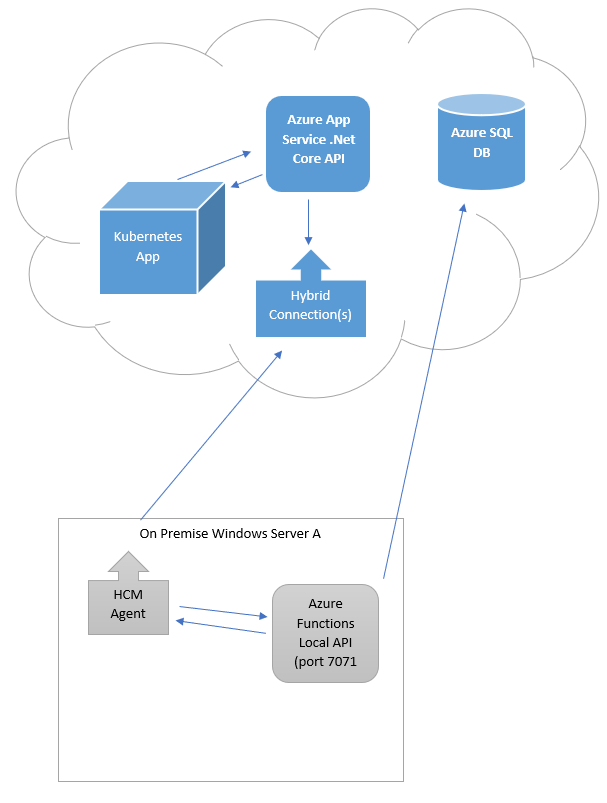 Azure App
Service .Net
Core API
Azure SQL
DB
Kubernetes
App
Hybrid
Connection(s)
On Premise Windows Server A
HCM
Agent
Azure
Functions
Local API
(port 7071